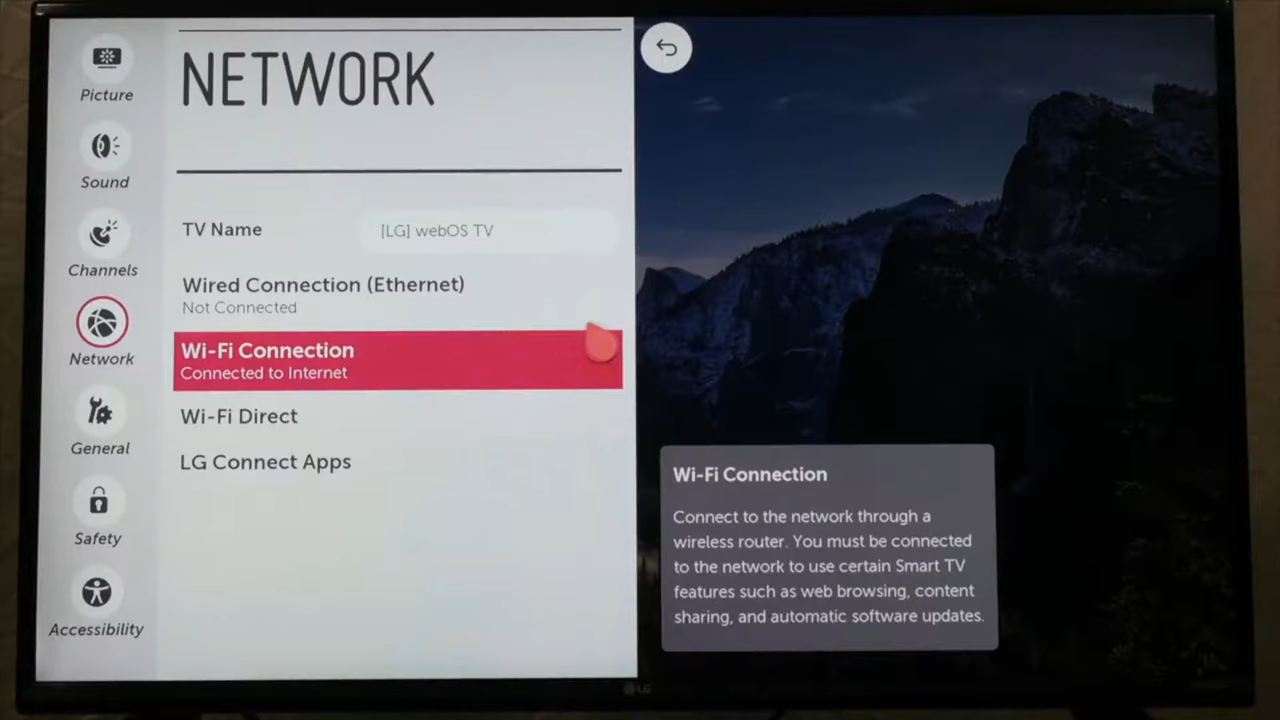 Picture
Sound
Channels
Network
General
Safety
Accessibility
NETWORK
TV Name
[LG] webOS TV
Wired Connection (Ethernet)
Not Connected
Wi-Fi Connection
Connected to Internet
Wi-Fi Direct
LG Connect Apps
Wi-Fi Connection
Connect to the network through a
wireless router. You must be connected
to the network to use certain Smart TV
features such as web browsing, content
sharing, and automatic software updates.
LG